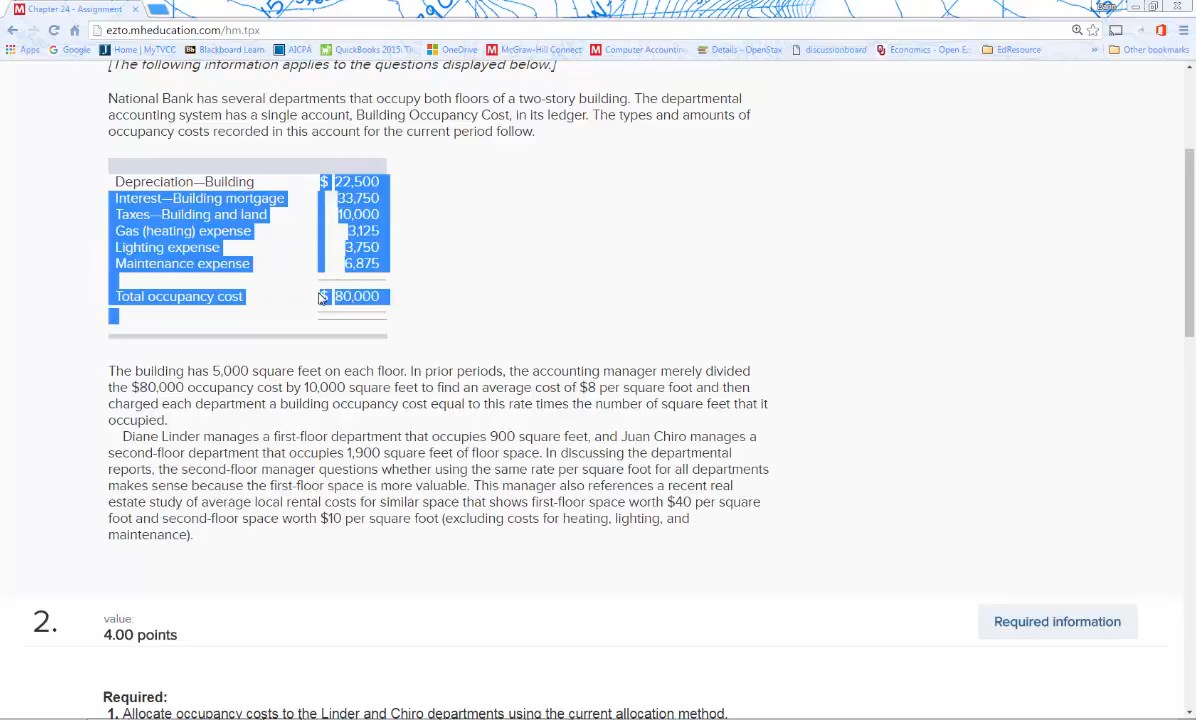 Chapter 24 - Assignment
ezto.mheducation.com/hm.tpx
Apps Google Home | MyTVCC Blackboard Learn AICPA QuickBooks 2015: Th OneDrive McGraw-Hill Connect Computer Accountin Details - OpenStax discussionboard Economics - Open E EdResource » Other bookmarks
[The following information applies to the questions displayed below.]
National Bank has several departments that occupy both floors of a two-story building. The departmental
accounting system has a single account, Building Occupancy Cost, in its ledger. The types and amounts of
occupancy costs recorded in this account for the current period follow.
Depreciation—Building $ 22,500
Interest—Building mortgage 33,750
Taxes—Building and land 10,000
Gas (heating) expense 3,125
Lighting expense 3,750
Maintenance expense 6,875
Total occupancy cost $ 80,000
The building has 5,000 square feet on each floor. In prior periods, the accounting manager merely divided
the $80,000 occupancy cost by 10,000 square feet to find an average cost of $8 per square foot and then
charged each department a building occupancy cost equal to this rate times the number of square feet that it
occupied.
Diane Linder manages a first-floor department that occupies 900 square feet, and Juan Chiro manages a
second-floor department that occupies 1,900 square feet of floor space. In discussing the departmental
reports, the second-floor manager questions whether using the same rate per square foot for all departments
makes sense because the first-floor space is more valuable. This manager also references a recent real
estate study of average local rental costs for similar space that shows first-floor space worth $40 per square
foot and second-floor space worth $10 per square foot (excluding costs for heating, lighting, and
maintenance).
2.
value:
4.00 points
Required information
Required:
1. Allocate occupancy costs to the Linder and Chiro departments using the current allocation method.